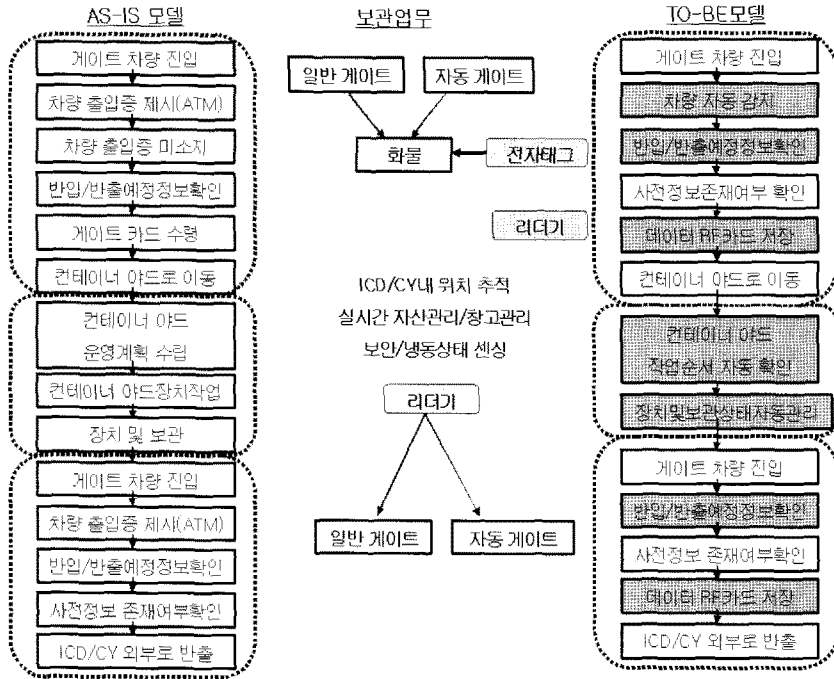 AS-IS 모델
게이트 차량 진입
차량 출입증 제시(ATM)
차량 출입증 미소지
반입/반출예정정보확인
게이트 카드 수령
컨테이너 야드로 이동
컨테이너 야드
운영계획 수립
컨테이너 야드장치작업
장치 및 보관
게이트 차량 진입
차량 출입증 제시(ATM)
반입/반출예정정보확인
사전정보 존재여부확인
ICD/CY 외부로 반출
보관업무
일반 게이트
자동 게이트
화물
전자태그
리더기
ICD/CY내 위치 추적
실시간 자산관리/창고관리
보안/냉동상태 센싱
리더기
일반 게이트
자동 게이트
TO-BE모델
게이트 차량 진입
차량 자동 감지
반입/반출예정정보확인
사전정보존재여부 확인
데이터 RF카드 저장
컨테이너 야드로 이동
컨테이너 야드
작업순서 자동 확인
장치및보관상태자동관리
게이트 차량 진입
반입/반출예정정보확인
사전정보 존재여부확인
데이터 RF카드 저장
ICD/CY 외부로 반출